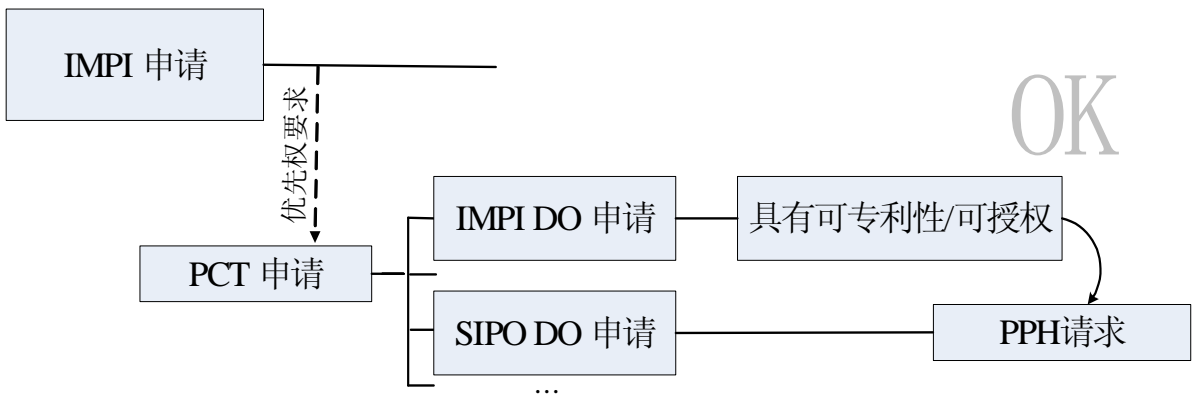 IMPI 申请
OK
优先权要求
IMPI DO 申请
具有可专利性/可授权
PCT 申请
SIPO DO 申请
PPH请求
...